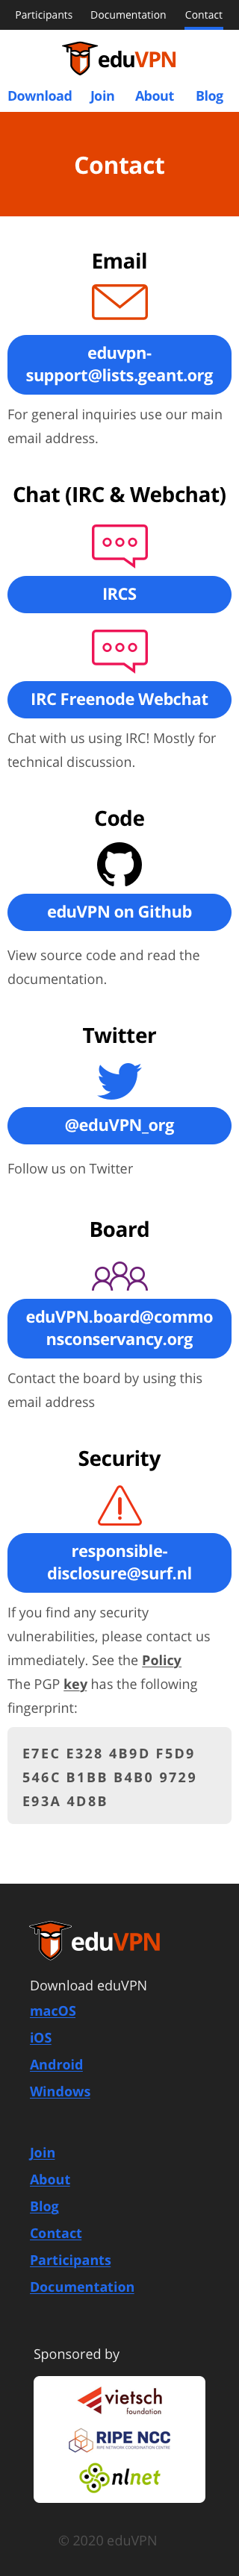 Participants Documentation Contact
eduVPN
Download Join About Blog
Contact
Email
eduvpn-
support@lists.geant.org
For general inquiries use our main
email address.
Chat (IRC & Webchat)
IRCS
IRC Freenode Webchat
Chat with us using IRC! Mostly for
technical discussion.
Code
eduVPN on Github
View source code and read the
documentation.
Twitter
@eduVPN_org
Follow us on Twitter
Board
eduVPN.board@commo
nsconservancy.org
Contact the board by using this
email address
Security
responsible-
disclosure@surf.nl
If you find any security
vulnerabilities, please contact us
immediately. See the Policy
The PGP key has the following
fingerprint:
E7EC E328 4B9D F5D9
546C B1BB B4B0 9729
E93A 4D8B
eduVPN
Download eduVPN
macOS
iOS
Android
Windows
Join
About
Blog
Contact
Participants
Documentation
Sponsored by
vietsch
foundation
RIPE NCC
RIPE NETWORK COORDINATION CENTRE
nlnet
© 2020 eduVPN